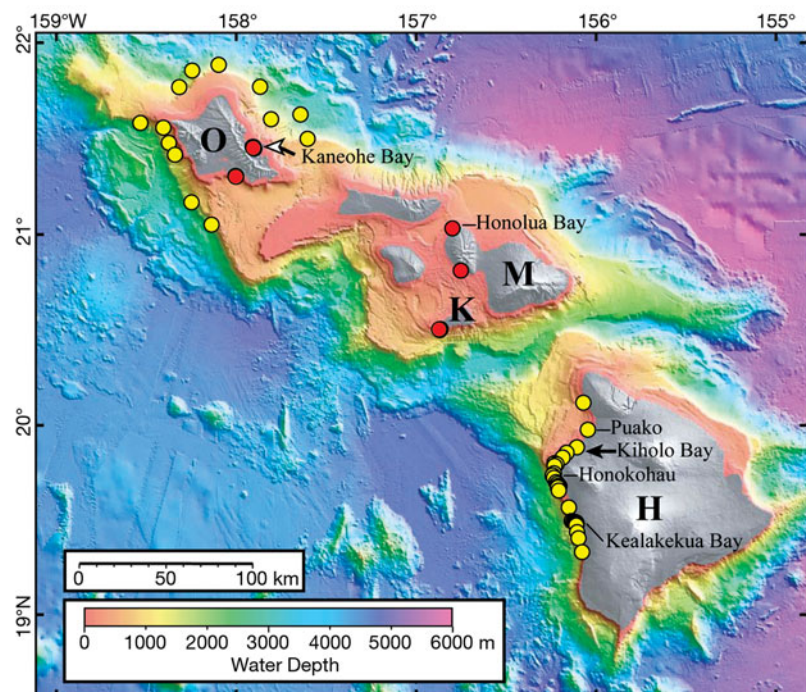 159°W 158° 157° 156° 155°
22°
O
Kaneohe Bay
21°
Honolua Bay
M
K
20°
Puako
Kiholo Bay
Honokohau
H
Kealakekua Bay
0 50 100 km
19°N
0 1000 2000 3000 4000 5000 6000 m
Water Depth